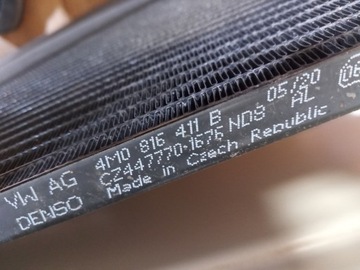 VW AG 4M0 816 411 B 05/20
DENSO CZ447770-1676 ND8 AL
Made in Czech Republic